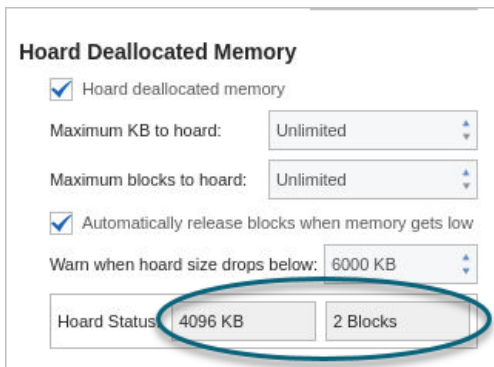 Hoard Deallocated Memory
Hoard deallocated memory
Maximum KB to hoard: Unlimited
Maximum blocks to hoard: Unlimited
Automatically release blocks when memory gets low
Warn when hoard size drops below: 6000 KB
Hoard Status: 4096 KB 2 Blocks